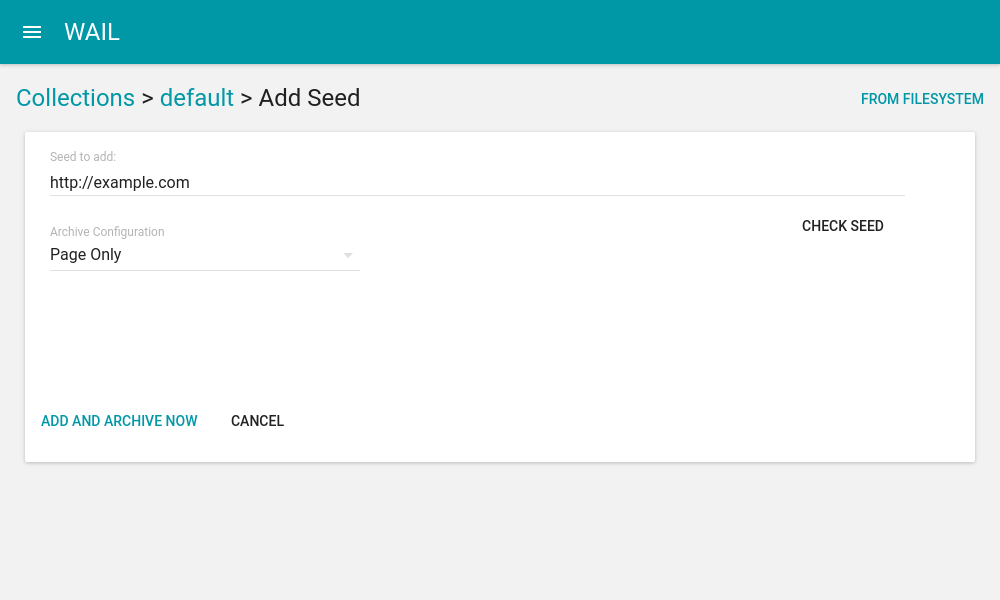 WAIL
Collections > default > Add Seed
FROM FILESYSTEM
Seed to add:
http://example.com
CHECK SEED
Archive Configuration
Page Only
ADD AND ARCHIVE NOW
CANCEL